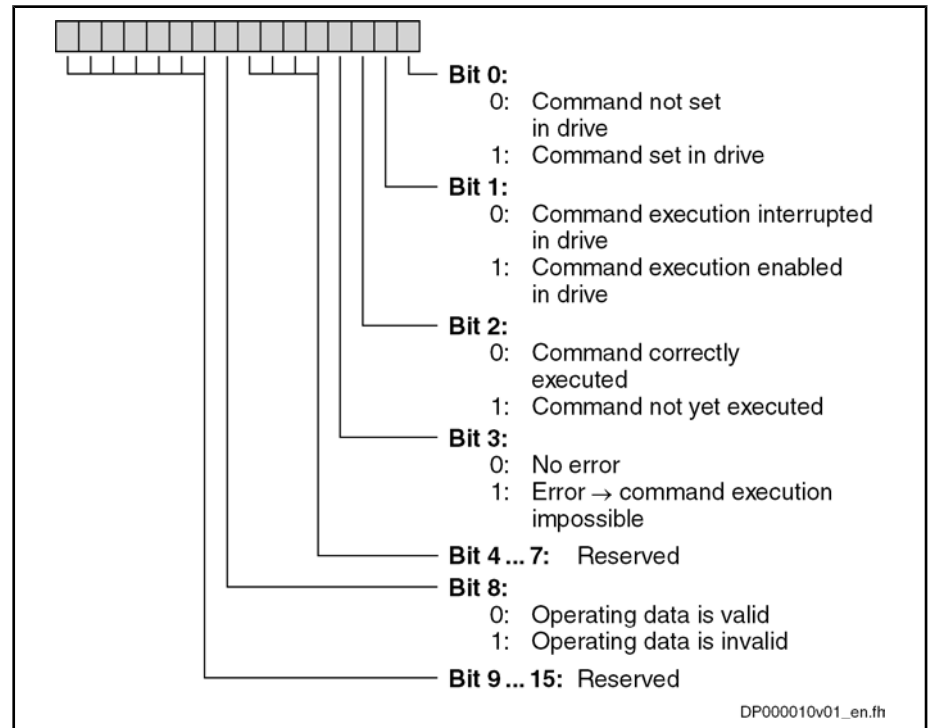 Bit 0:
0: Command not set
in drive
1: Command set in drive
Bit 1:
0: Command execution interrupted
in drive
1: Command execution enabled
in drive
Bit 2:
0: Command correctly
executed
1: Command not yet executed
Bit 3:
0: No error
1: Error → command execution
impossible
Bit 4 ... 7: Reserved
Bit 8:
0: Operating data is valid
1: Operating data is invalid
Bit 9 ... 15: Reserved
DP000010v01_en.fh